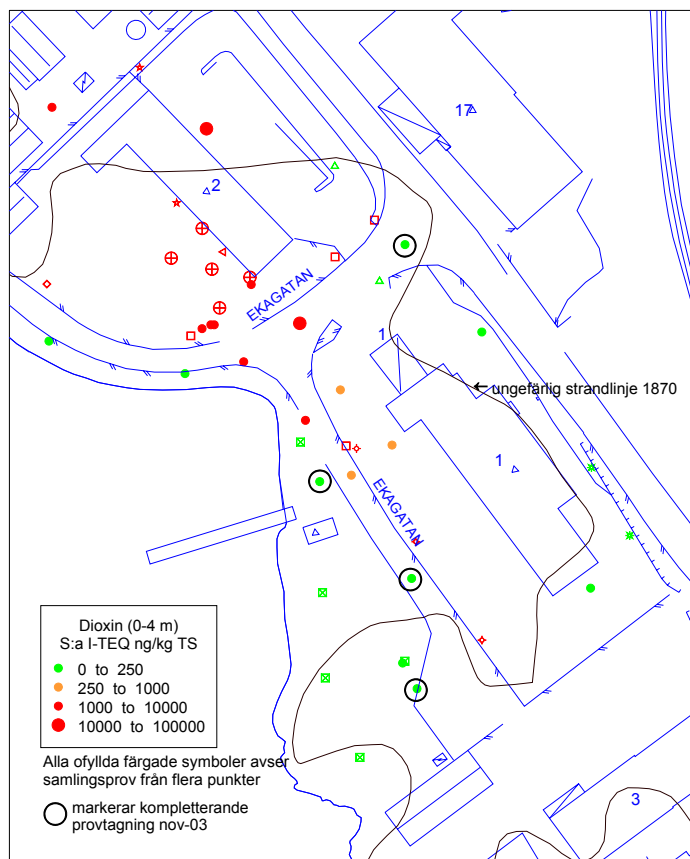 17
2
EKAGATAN
1
ungefärlig strandlinje 1870
1
EKAGATAN
Dioxin (0-4 m)
S:a I-TEQ ng/kg TS
0 to 250
250 to 1000
1000 to 10000
10000 to 100000
Alla ofyllda färgade symboler avser
samlingsprov från flera punkter
markerar kompletterande
provtagning nov-03
3